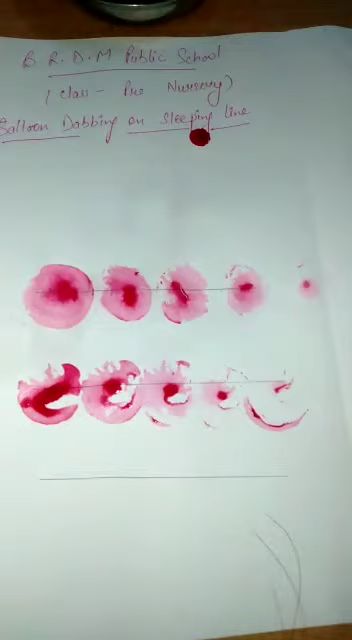 B. R. D. M Public School
(Class - Pre Nursery)
Balloon Dabbing on Sleeping line